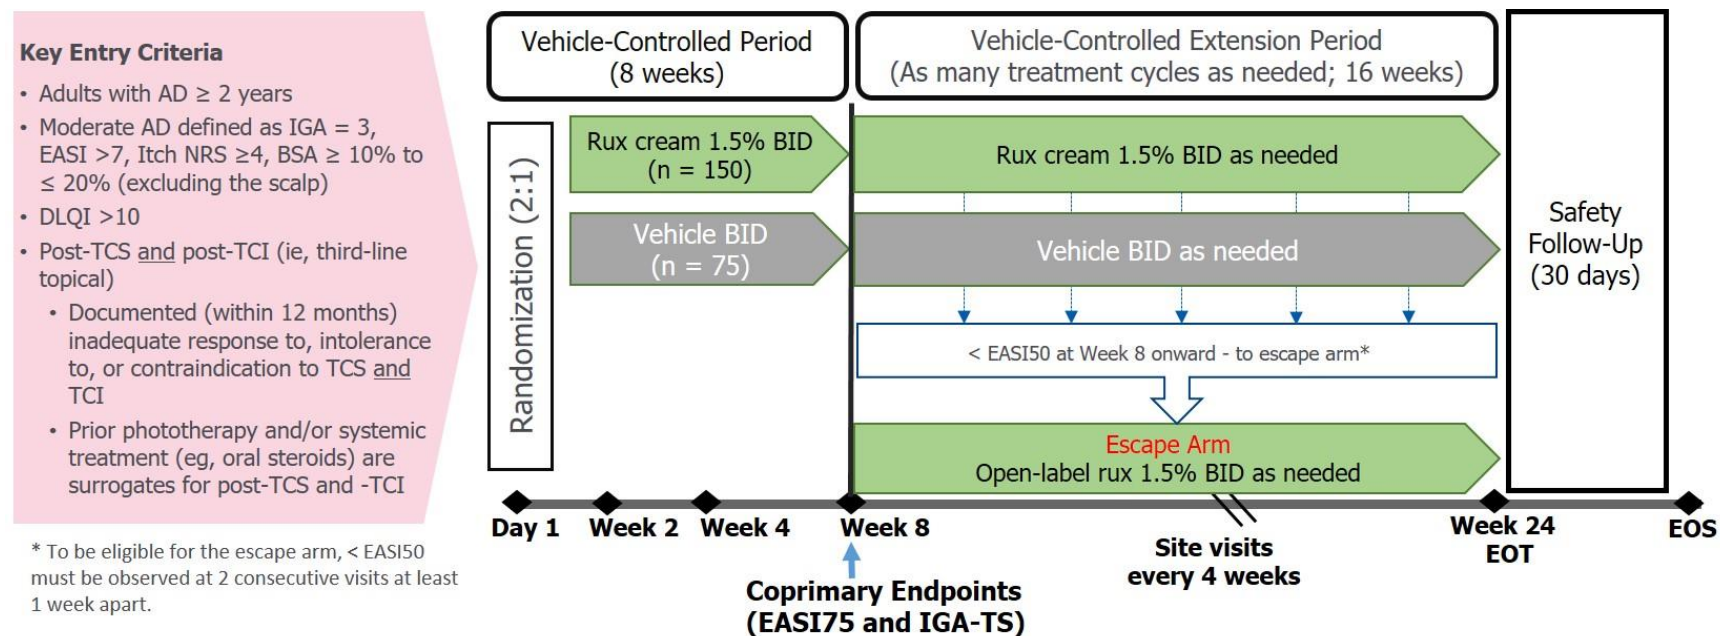 Key Entry Criteria
• Adults with AD ≥ 2 years
• Moderate AD defined as IGA = 3,
EASI >7, Itch NRS ≥4, BSA ≥ 10% to
≤ 20% (excluding the scalp)
• DLQI >10
• Post-TCS and post-TCI (ie, third-line
topical)
• Documented (within 12 months)
inadequate response to, intolerance
to, or contraindication to TCS and
TCI
• Prior phototherapy and/or systemic
treatment (eg, oral steroids) are
surrogates for post-TCS and -TCI
* To be eligible for the escape arm, < EASI50
must be observed at 2 consecutive visits at least
1 week apart.
Vehicle-Controlled Period
(8 weeks)
Vehicle-Controlled Extension Period
(As many treatment cycles as needed; 16 weeks)
Randomization (2:1)
Rux cream 1.5% BID
(n = 150)
Rux cream 1.5% BID as needed
Vehicle BID
(n = 75)
Vehicle BID as needed
< EASI50 at Week 8 onward - to escape arm*
Escape Arm
Open-label rux 1.5% BID as needed
Safety
Follow-Up
(30 days)
Day 1
Week 2
Week 4
Week 8
Site visits
every 4 weeks
Week 24
EOT
EOS
Coprimary Endpoints
(EASI75 and IGA-TS)